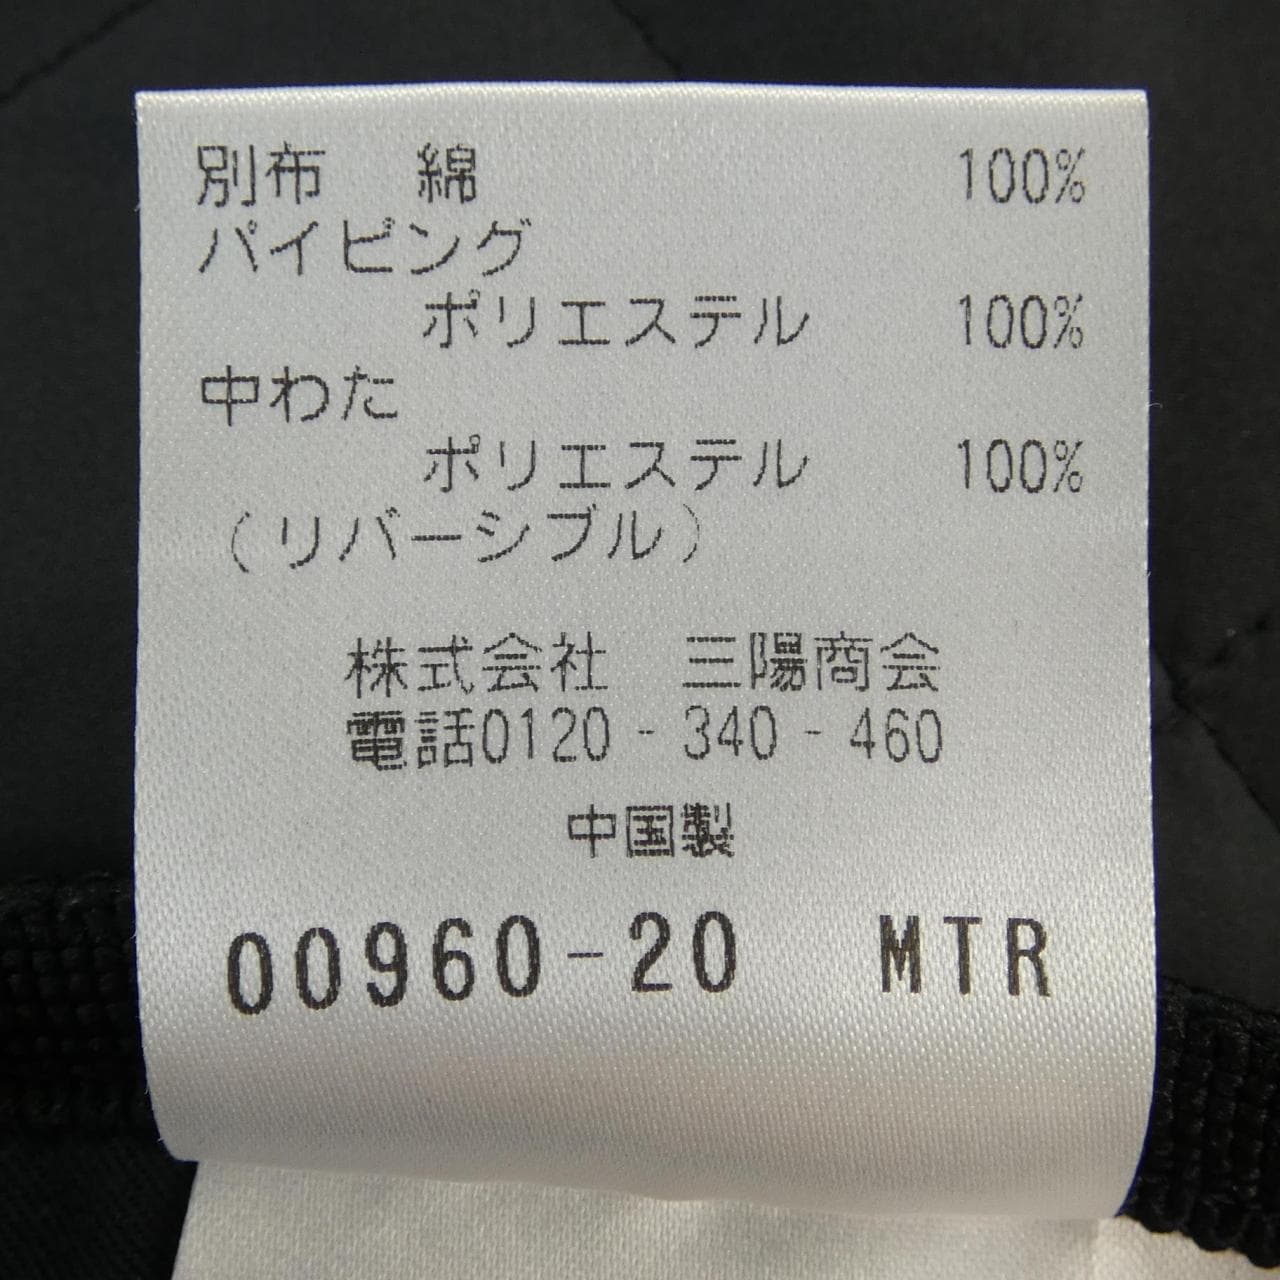 別布　綿　100%
パイピング
ポリエステル　100%
中わた
ポリエステル　100%
（リバーシブル）
株式会社　三陽商会
電話0120-340-460
中国製
00960-20　MTR